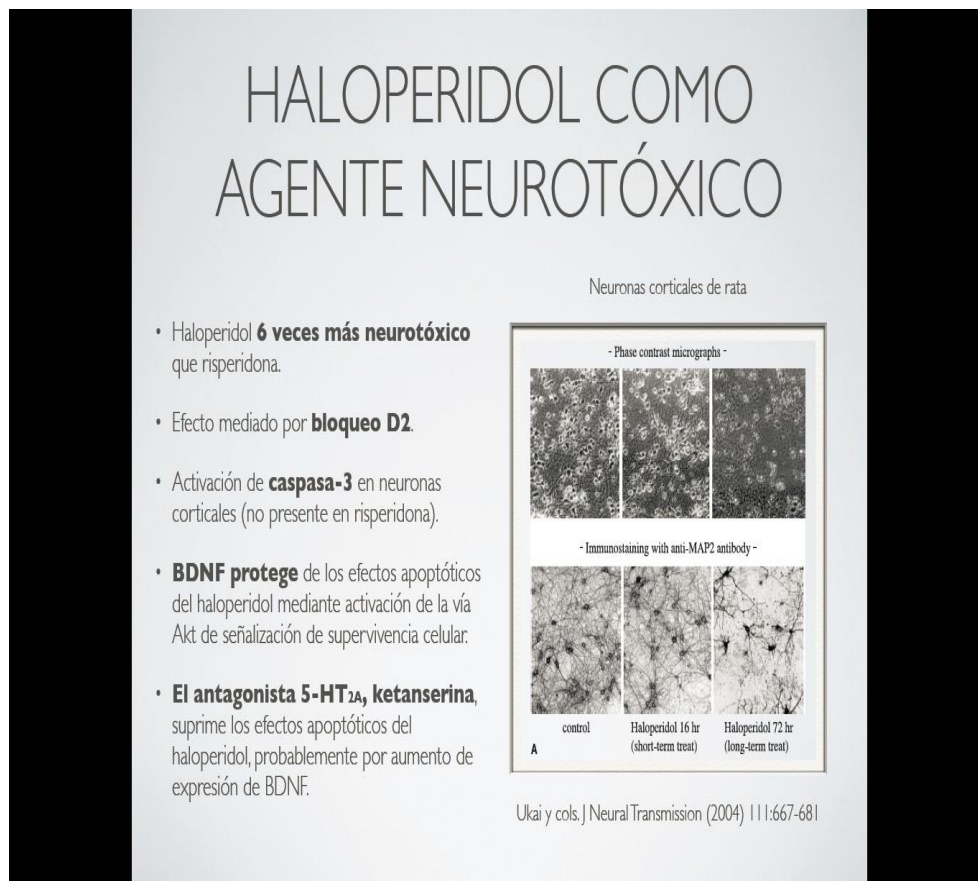 HALOPERIDOL COMO
AGENTE NEUROTÓXICO
• Haloperidol 6 veces más neurotóxico
que risperidona.
• Efecto mediado por bloqueo D2.
• Activación de caspasa-3 en neuronas
corticales (no presente en risperidona).
• BDNF protege de los efectos apoptóticos
del haloperidol mediante activación de la vía
Akt de señalización de supervivencia celular.
• El antagonista 5-HT2A, ketanserina,
suprime los efectos apoptóticos del
haloperidol, probablemente por aumento de
expresión de BDNF.
Neuronas corticales de rata
- Phase contrast micrographs -
- Immunostaining with anti-MAP2 antibody -
control
Haloperidol 16 hr
(short-term treat)
Haloperidol 72 hr
(long-term treat)
A
Ukai y cols. J Neural Transmission (2004) 111:667-681